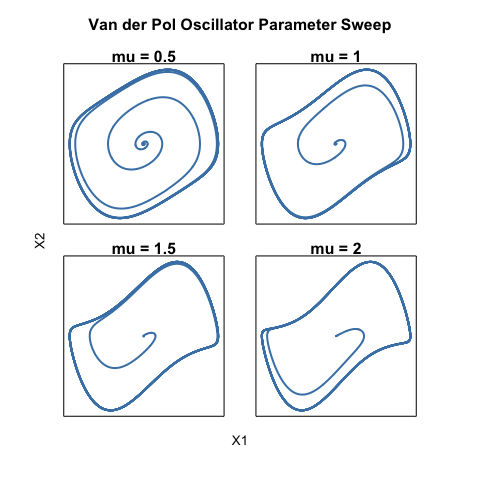 Van der Pol Oscillator Parameter Sweep
mu = 0.5
mu = 1
X2
mu = 1.5
mu = 2
X1